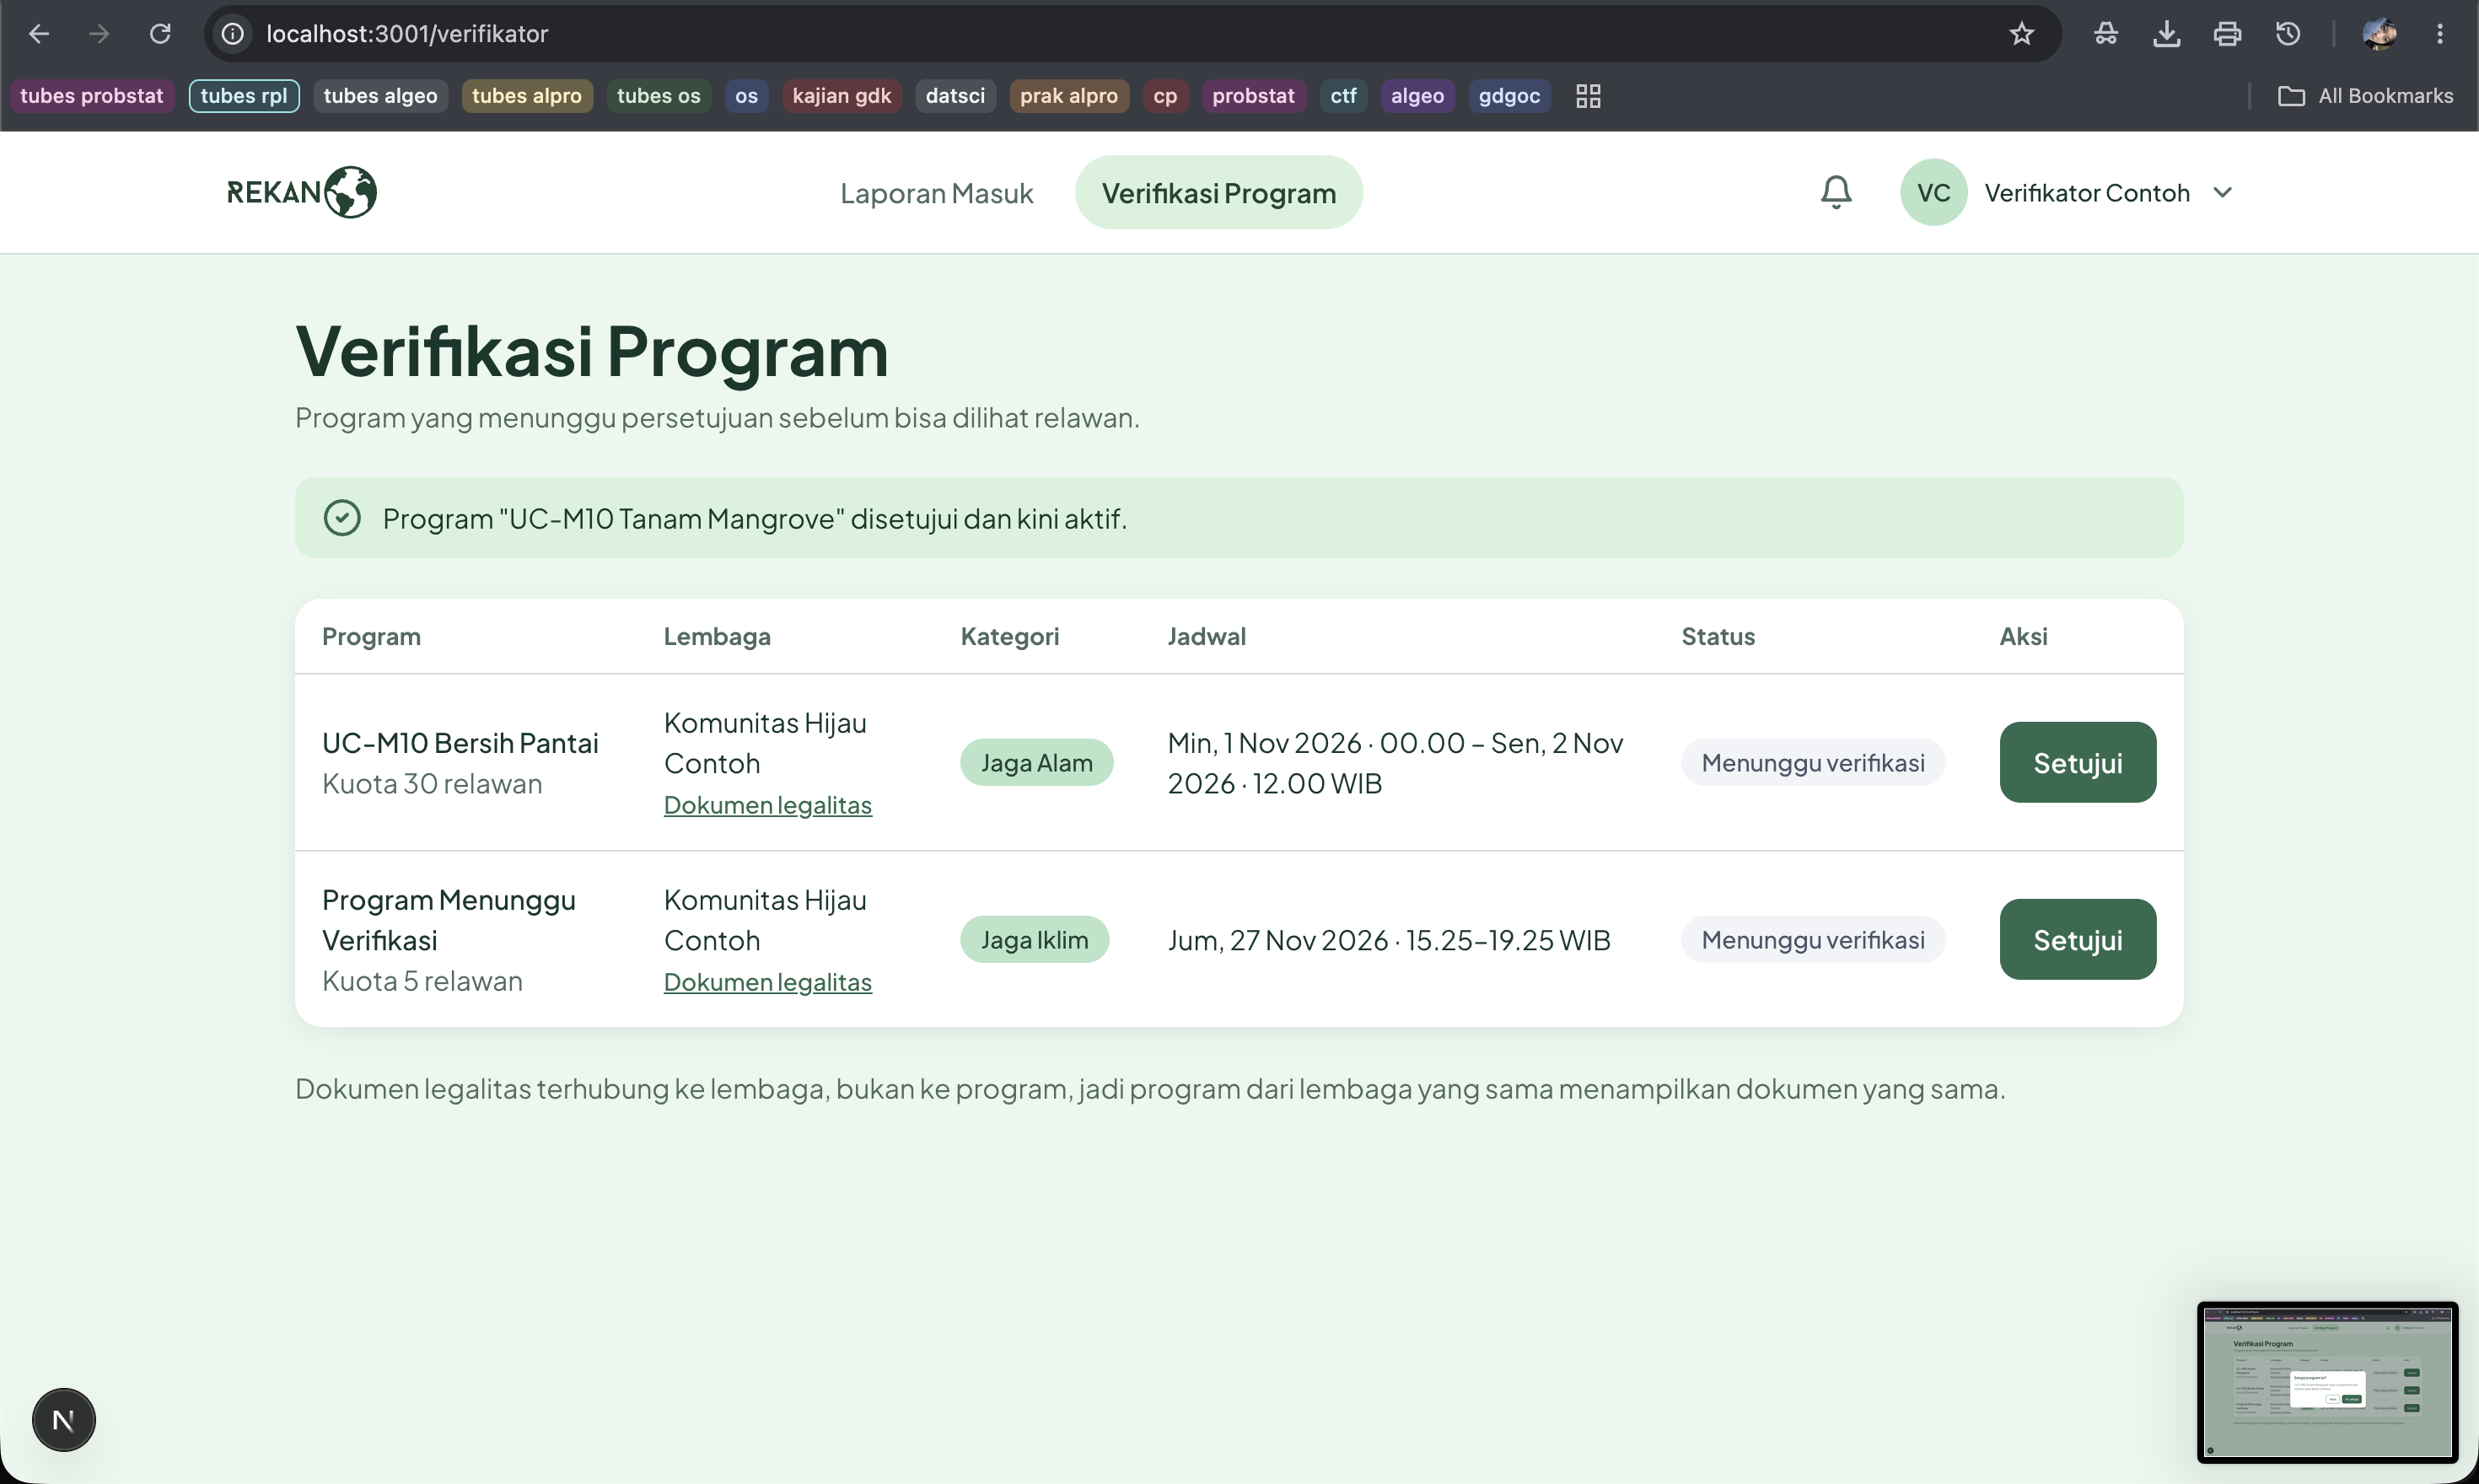 localhost:3001/verifikator
tubes probstat
tubes rpl
tubes algeo
tubes alpro
tubes os
os
kajian gdk
datsci
prak alpro
cp
probstat
ctf
algeo
gdgoc
All Bookmarks
REKAN
Laporan Masuk
Verifikasi Program
VC
Verifikator Contoh
Verifikasi Program
Program yang menunggu persetujuan sebelum bisa dilihat relawan.
Program "UC-M10 Tanam Mangrove" disetujui dan kini aktif.
Program
Lembaga
Kategori
Jadwal
Status
Aksi
UC-M10 Bersih Pantai
Kuota 30 relawan
Komunitas Hijau
Contoh
Dokumen legalitas
Jaga Alam
Min, 1 Nov 2026 · 00.00 – Sen, 2 Nov
2026 · 12.00 WIB
Menunggu verifikasi
Setujui
Program Menunggu
Verifikasi
Kuota 5 relawan
Komunitas Hijau
Contoh
Dokumen legalitas
Jaga Iklim
Jum, 27 Nov 2026 · 15.25–19.25 WIB
Menunggu verifikasi
Setujui
Dokumen legalitas terhubung ke lembaga, bukan ke program, jadi program dari lembaga yang sama menampilkan dokumen yang sama.
N
Verifikasi Program